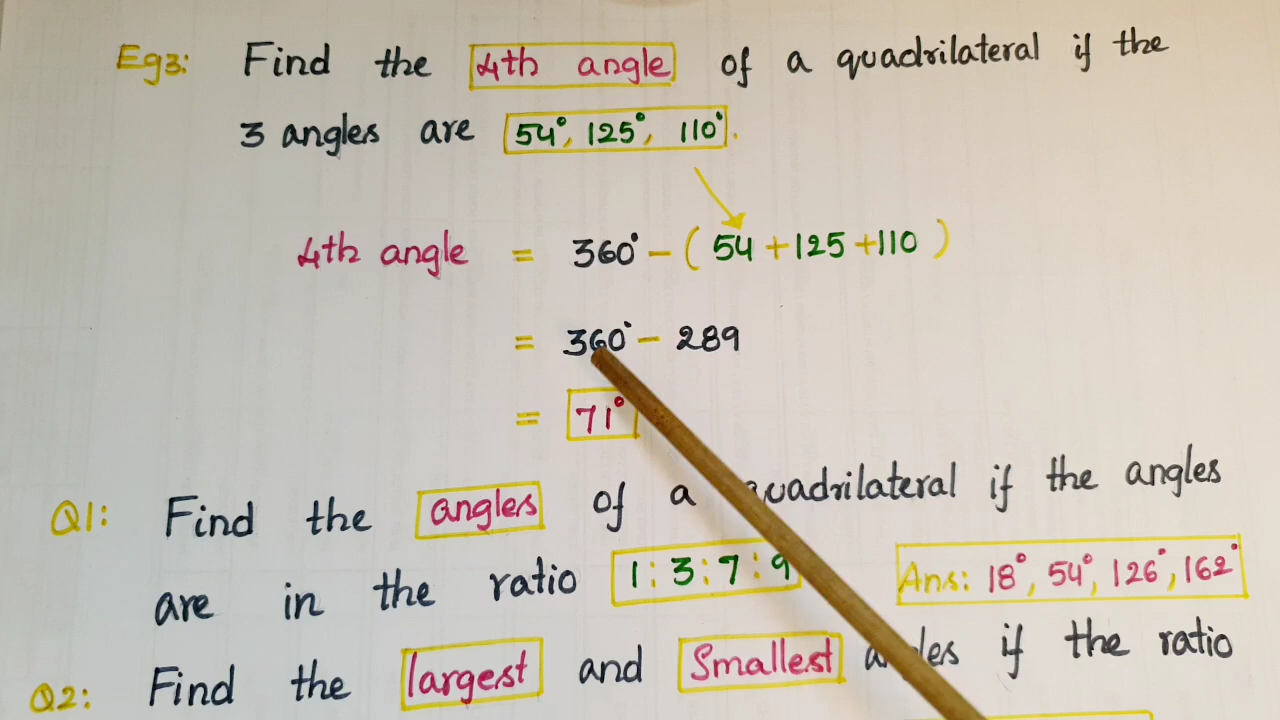 Eg3: Find the 4th angle of a quadrilateral if the
3 angles are 54°, 125°, 110°.
4th angle = 360° - ( 54 + 125 + 110 )
= 360° - 289
= 71°
Q1: Find the angles of a quadrilateral if the angles
are in the ratio 1 : 3 : 7 : 9 Ans: 18°, 54°, 126°, 162°
Q2: Find the largest and Smallest angles if the ratio